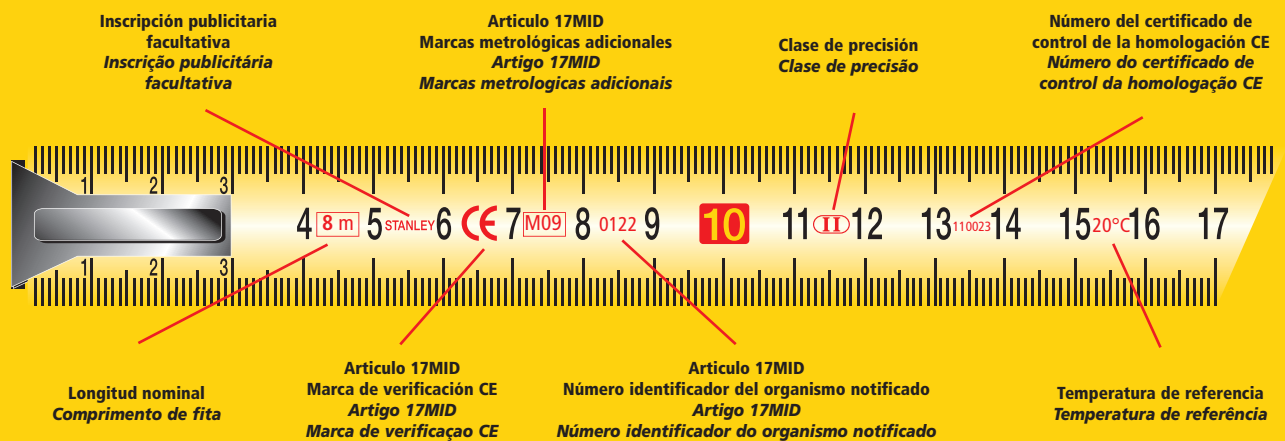 Inscripción publicitaria
facultativa
Inscrição publicitária
facultativa
Articulo 17MID
Marcas metrológicas adicionales
Artigo 17MID
Marcas metrologicas adicionais
Clase de precisión
Clase de precisão
Número del certificado de
control de la homologación CE
Número do certificado de
control da homologação CE
1 2 3
4 8 m 5 STANLEY 6 CE 7 M09 8 0122 9 10 11 II 12 13 110023 14 15 20°C 16 17
1 2 3
Longitud nominal
Comprimento de fita
Articulo 17MID
Marca de verificación CE
Artigo 17MID
Marca de verificaçao CE
Articulo 17MID
Número identificador del organismo notificado
Artigo 17MID
Número identificador do organismo notificado
Temperatura de referencia
Temperatura de referência